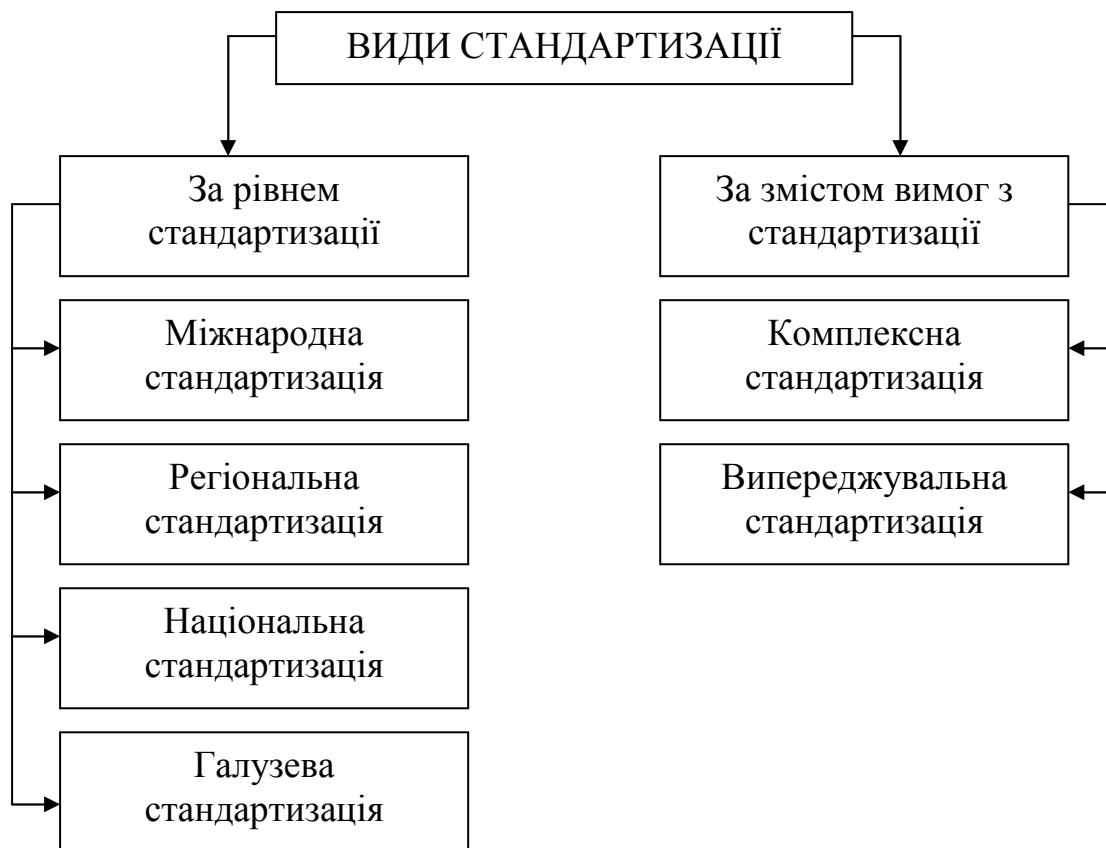 ВИДИ СТАНДАРТИЗАЦІЇ
За рівнем
стандартизації
Міжнародна
стандартизація
Регіональна
стандартизація
Національна
стандартизація
Галузева
стандартизація
За змістом вимог з
стандартизації
Комплексна
стандартизація
Випереджувальна
стандартизація